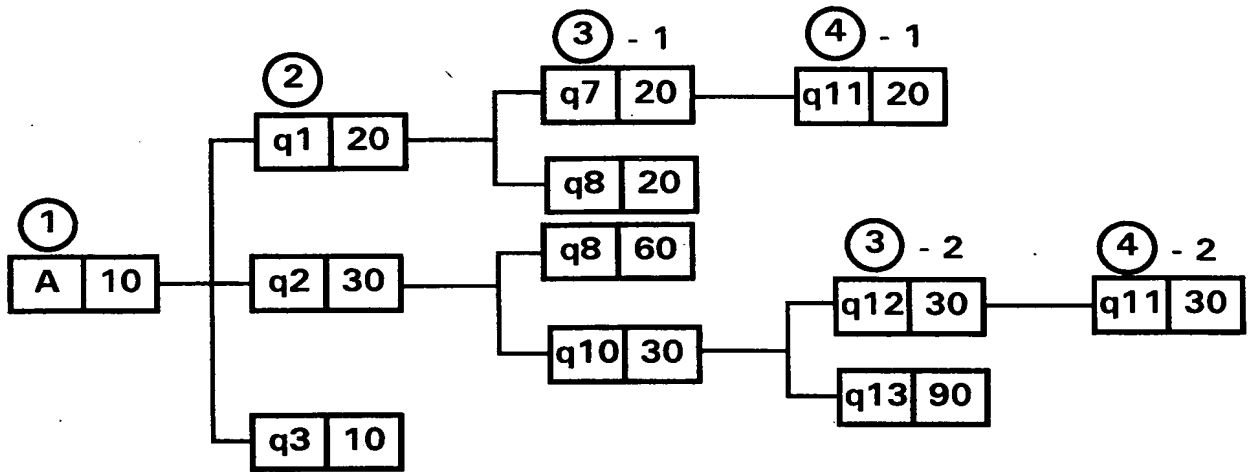 ③ - 1
④ - 1
②
q7 20
q11 20
q1 20
q8 20
①
q8 60
③ - 2
④ - 2
A 10
q2 30
q12 30
q11 30
q10 30
q13 90
q3 10